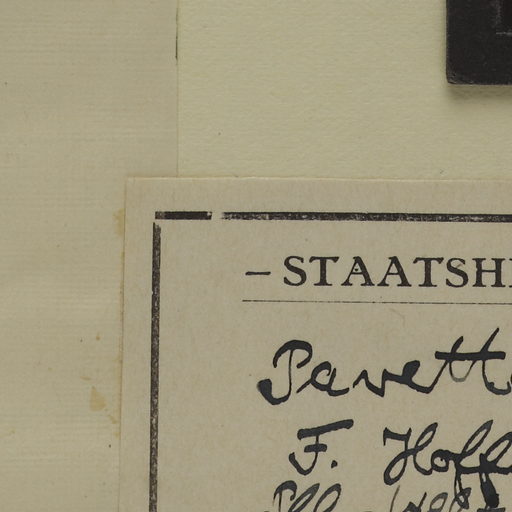 – STAATSH
Pavett
F. Hoff